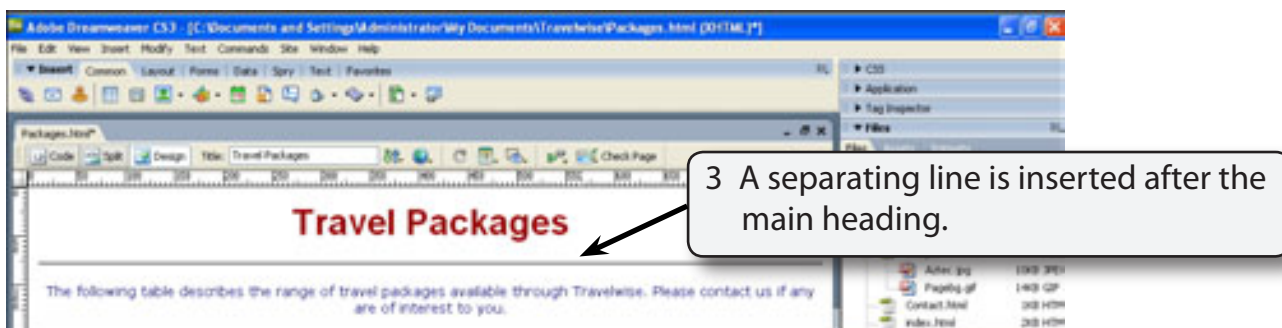 Adobe Dreamweaver CS3 - [C:\Documents and Settings\Administrator\My Documents\Travelwise\Packages.html (XHTML)*]
File Edit View Insert Modify Text Commands Site Window Help
▼ Insert Common Layout Forms Data Spry Text Favorites
CSS
Application
Tag Inspector
Files
Packages.html*
Code Split Design Title: Travel Packages Check Page
3 A separating line is inserted after the
main heading.
Travel Packages
The following table describes the range of travel packages available through Travelwise. Please contact us if any
are of interest to you.
Aztec.jpg 10KB
Pagebg.gif 14KB GIF
Contact.html
index.html 2KB